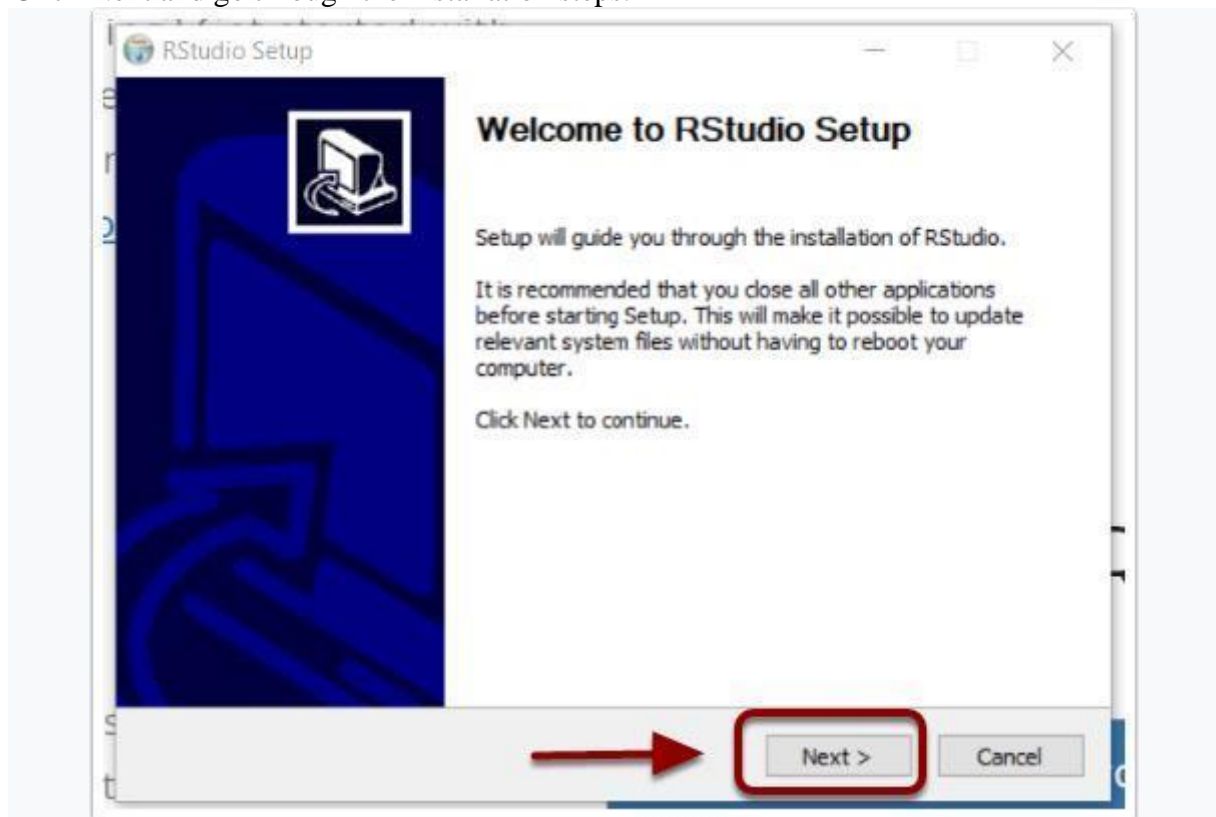 RStudio Setup
Welcome to RStudio Setup
Setup will guide you through the installation of RStudio.
It is recommended that you close all other applications
before starting Setup. This will make it possible to update
relevant system files without having to reboot your
computer.
Click Next to continue.
Next >
Cancel